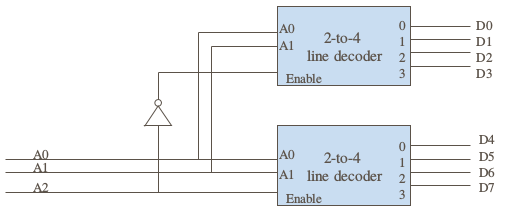 A0 2-to-4 0 D0
A1 line decoder 1 D1
2 D2
Enable 3 D3
A0 A0 2-to-4 0 D4
A1 A1 line decoder 1 D5
A2 Enable 2 D6
3 D7